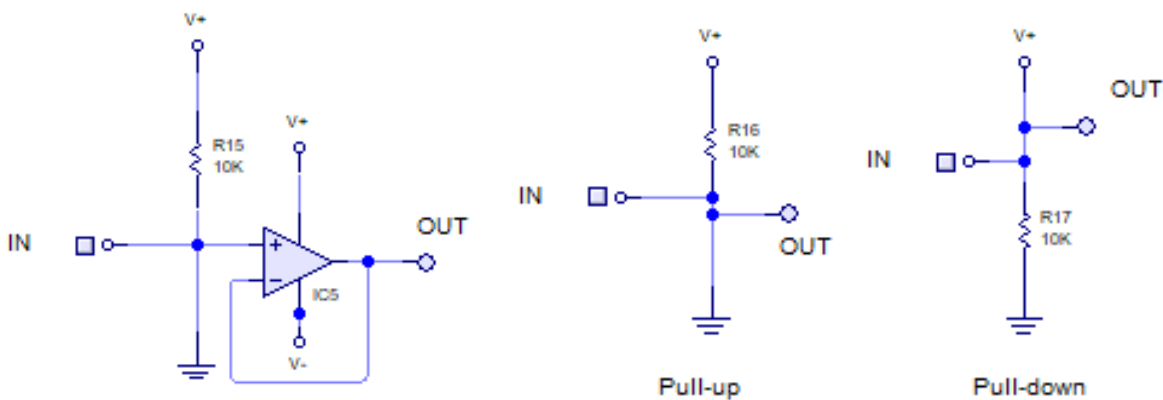 V+
R15
10K
V+
IN
+
−
OUT
IC5
V-
V+
R16
10K
IN
OUT
Pull-up
V+
OUT
IN
R17
10K
Pull-down